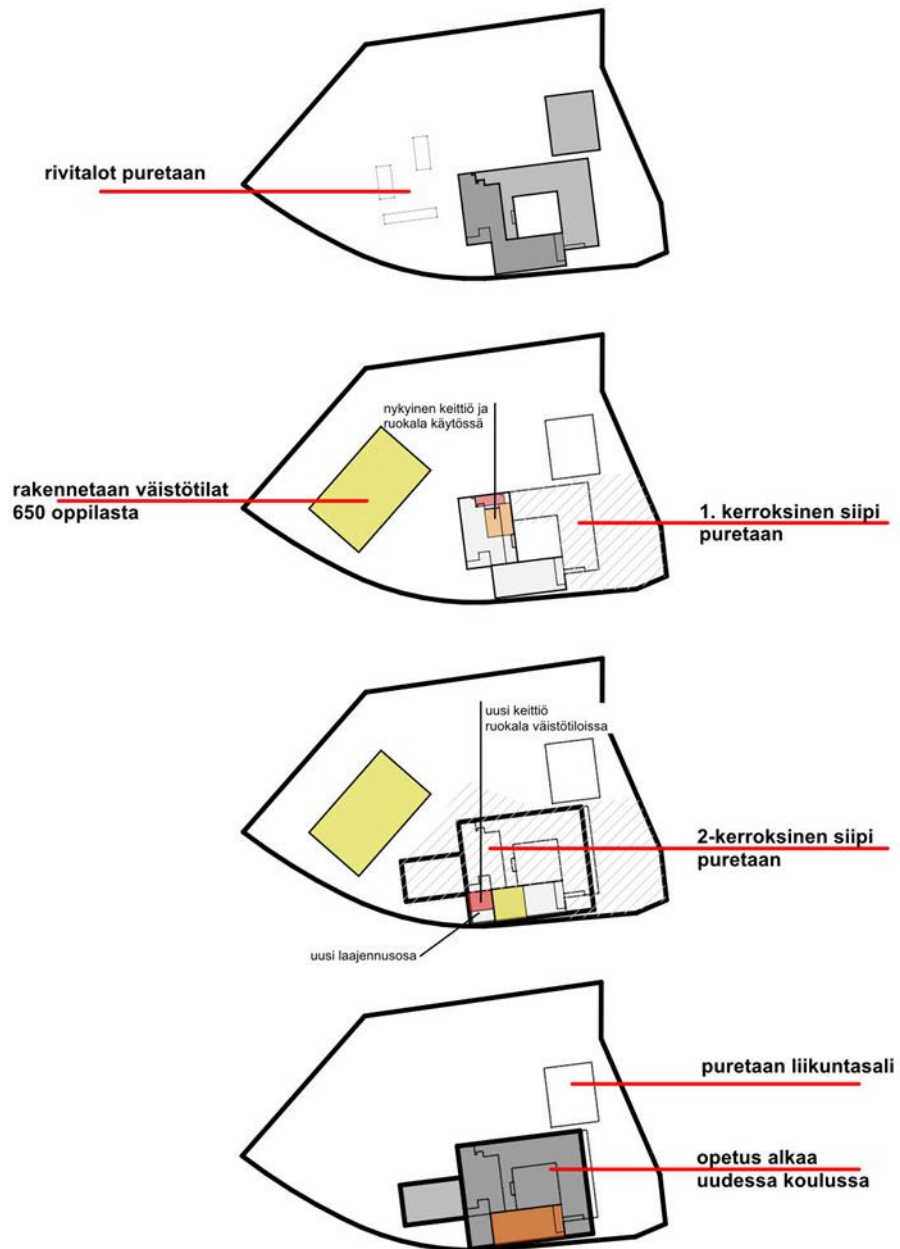 rivitalot puretaan
nykyinen keittiö ja
ruokala käytössä
rakennetaan väistötilat
650 oppilasta
1. kerroksinen siipi
puretaan
uusi keittiö
ruokala väistötiloissa
2-kerroksinen siipi
puretaan
uusi laajennusosa
puretaan liikuntasali
opetus alkaa
uudessa koulussa